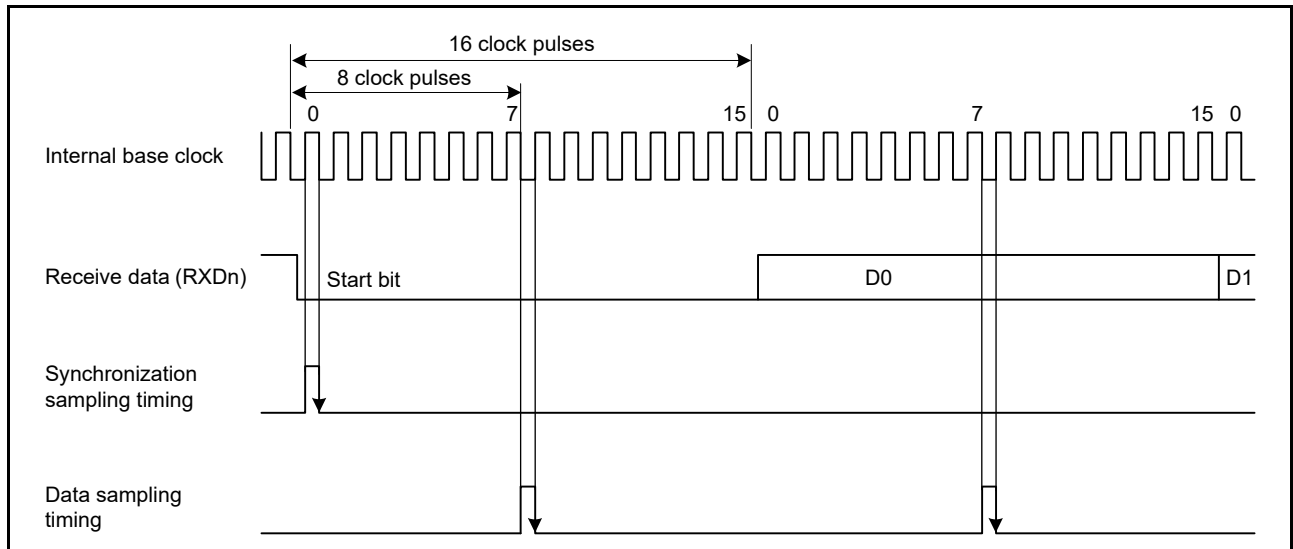 16 clock pulses
8 clock pulses
0 7 15 0 7 15 0
Internal base clock
Receive data (RXDn)
Start bit
D0
D1
Synchronization
sampling timing
Data sampling
timing